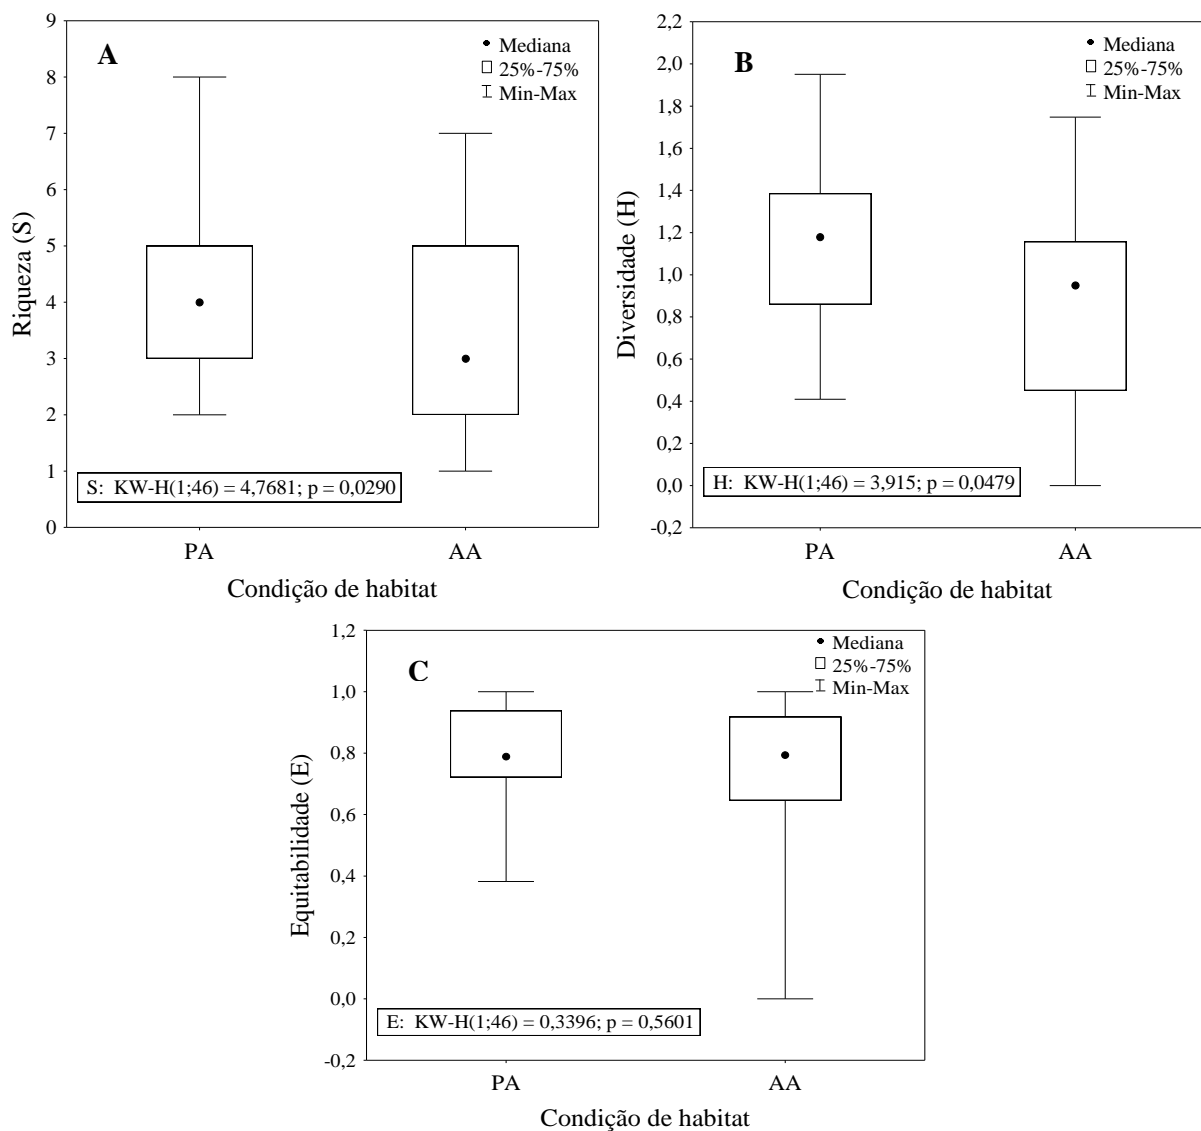 A
Mediana
25%-75%
Min-Max
9
8
7
6
5
4
3
2
1
0
Riqueza (S)
S: KW-H(1;46) = 4,7681; p = 0,0290
PA AA
Condição de habitat
B
Mediana
25%-75%
Min-Max
2,2
2,0
1,8
1,6
1,4
1,2
1,0
0,8
0,6
0,4
0,2
0,0
-0,2
Diversidade (H)
H: KW-H(1;46) = 3,915; p = 0,0479
PA AA
Condição de habitat
C
Mediana
25%-75%
Min-Max
1,2
1,0
0,8
0,6
0,4
0,2
0,0
-0,2
Equitabilidade (E)
E: KW-H(1;46) = 0,3396; p = 0,5601
PA AA
Condição de habitat